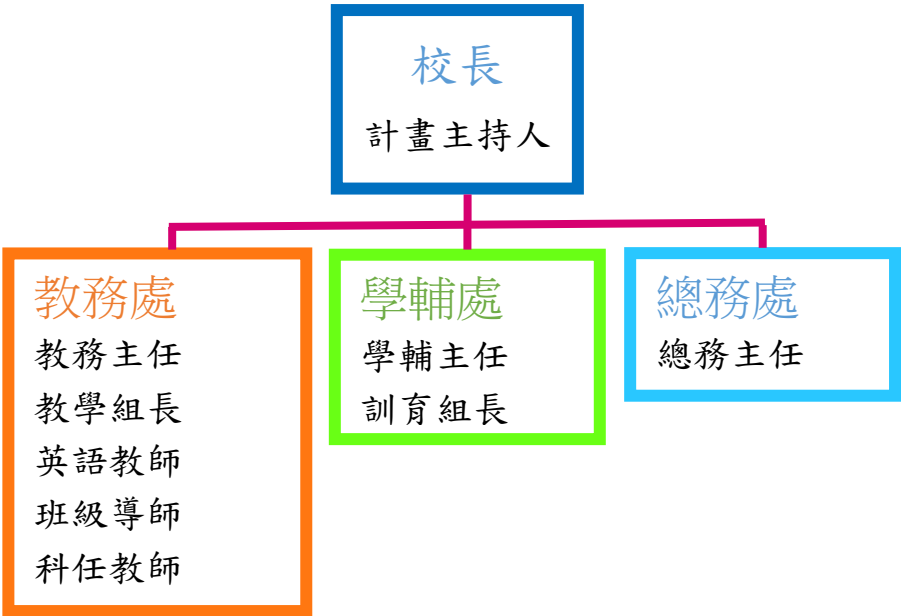 校長
計畫主持人
教務處
教務主任
教學組長
英語教師
班級導師
科任教師
學輔處
學輔主任
訓育組長
總務處
總務主任